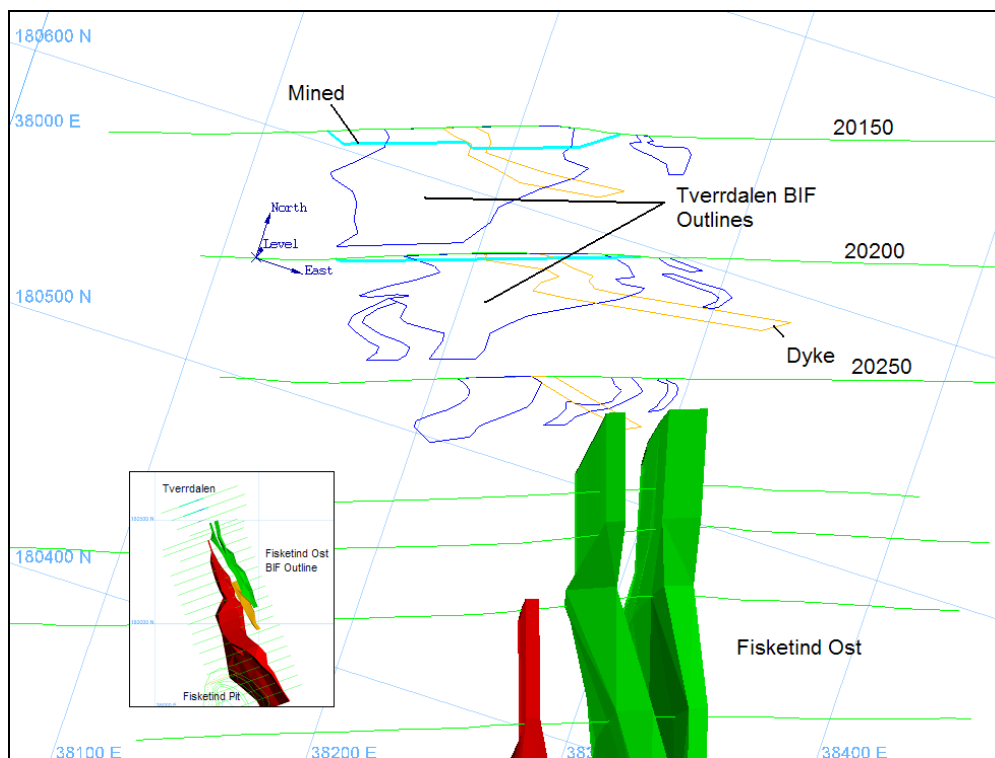 180600 N
38000 E
Mined
20150
Tverrdalen BIF
Outlines
North
Level
East
20200
180500 N
Dyke
20250
Tverrdalen
Fisketind Ost
BIF Outline
Fisketind Pit
180400 N
Fisketind Ost
38100 E
38200 E
38400 E